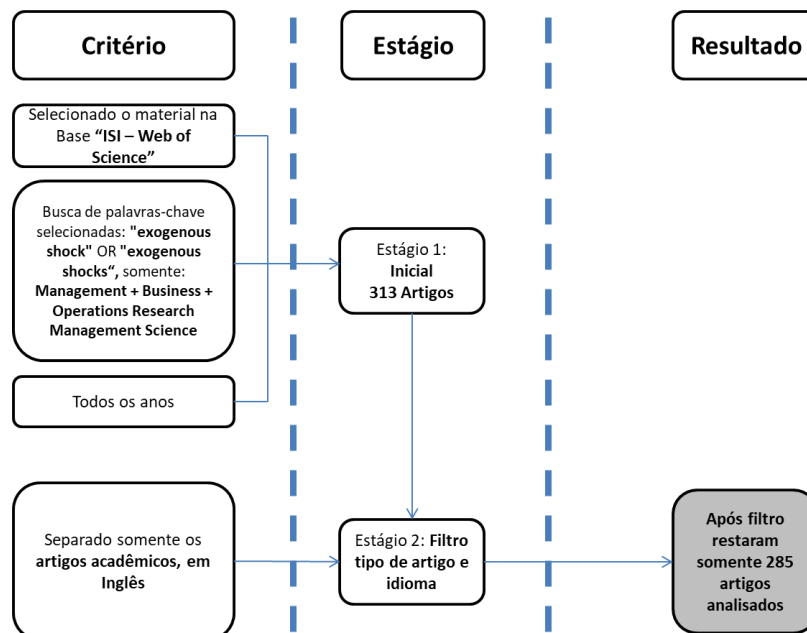 Critério
Estágio
Resultado
Selecionado o material na
Base “ISI – Web of
Science”
Busca de palavras-chave
selecionadas: "exogenous
shock" OR "exogenous
shocks“, somente:
Management + Business +
Operations Research
Management Science
Todos os anos
Estágio 1:
Inicial
313 Artigos
Separado somente os
artigos acadêmicos, em
Inglês
Estágio 2: Filtro
tipo de artigo e
idioma
Após filtro
restaram
somente 285
artigos
analisados